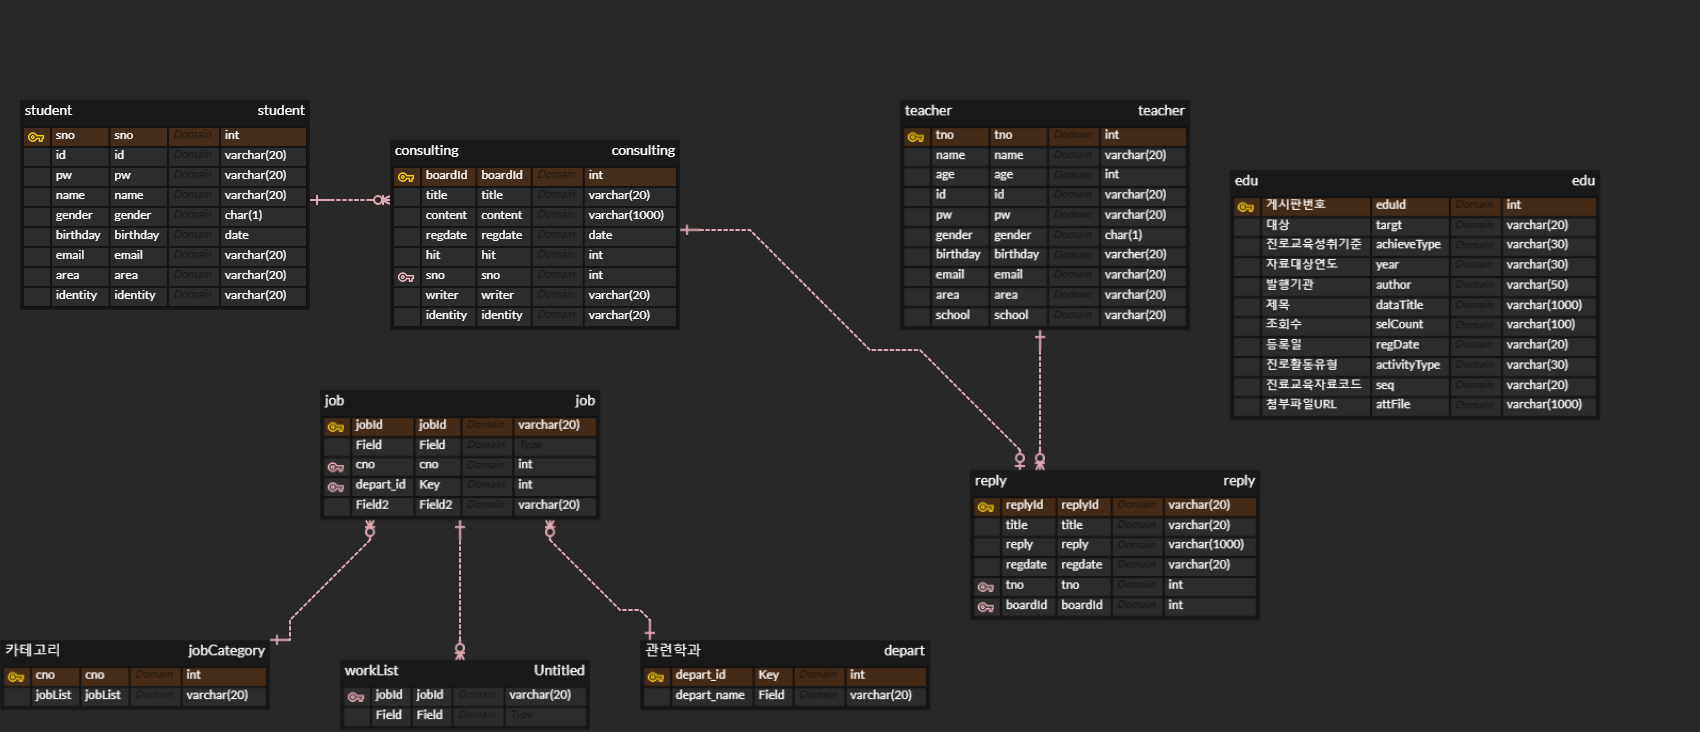 student student
sno sno Domain int
id id Domain varchar(20)
pw pw Domain varchar(20)
name name Domain varchar(20)
gender gender Domain char(1)
birthday birthday Domain date
email email Domain varchar(20)
area area Domain varchar(20)
identity identity Domain varchar(20)
consulting consulting
boardId boardId Domain int
title title Domain varchar(20)
content content Domain varchar(1000)
regdate regdate Domain date
hit hit Domain int
sno sno Domain int
writer writer Domain varchar(20)
identity identity Domain varchar(20)
teacher teacher
tno tno Domain int
name name Domain varchar(20)
age age Domain int
id id Domain varchar(20)
pw pw Domain varchar(20)
gender gender Domain char(1)
birthday birthday Domain varcher(20)
email email Domain varchar(20)
area area Domain varchar(20)
school school Domain varchar(20)
edu edu
게시판번호 eduId Domain int
대상 targt Domain varchar(20)
진로교육성취기준 achieveType Domain varchar(30)
자료대상연도 year Domain varchar(30)
발행기관 author Domain varchar(50)
제목 dataTitle Domain varchar(1000)
조회수 selCount Domain varchar(100)
등록일 regDate Domain varchar(20)
진로활동유형 activityType Domain varchar(30)
진료교육자료코드 seq Domain varchar(20)
첨부파일URL attFile Domain varchar(1000)
job job
jobId jobId Domain varchar(20)
Field Field Domain Type
cno cno Domain int
depart_id Key Domain int
Field2 Field2 Domain varchar(20)
reply reply
replyId replyId Domain varchar(20)
title title Domain varchar(20)
reply reply Domain varchar(1000)
regdate regdate Domain varchar(20)
tno tno Domain int
boardId boardId Domain int
카테고리 jobCategory
cno cno Domain int
jobList jobList Domain varchar(20)
workList Untitled
jobId jobId Domain varchar(20)
Field Field Domain Type
관련학과 depart
depart_id Key Domain int
depart_name Field Domain varchar(20)